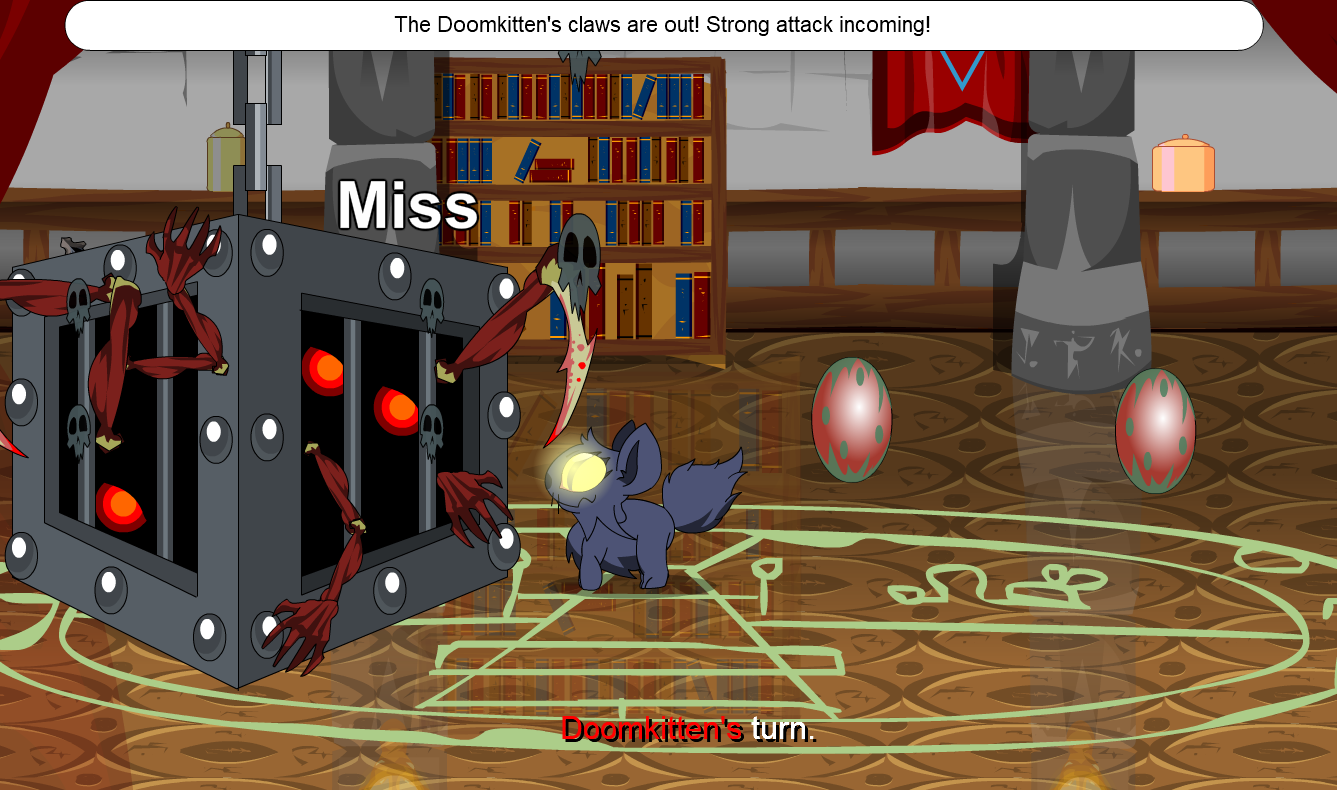 The Doomkitten's claws are out! Strong attack incoming!
Miss
Doomkitten's turn.